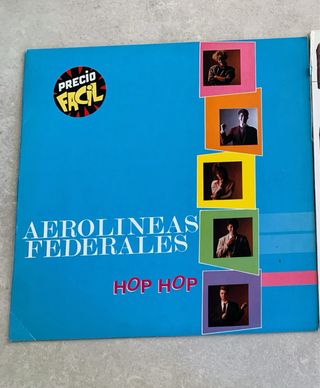 PRECIO
FACIL
AEROLINEAS
FEDERALES
HOP HOP